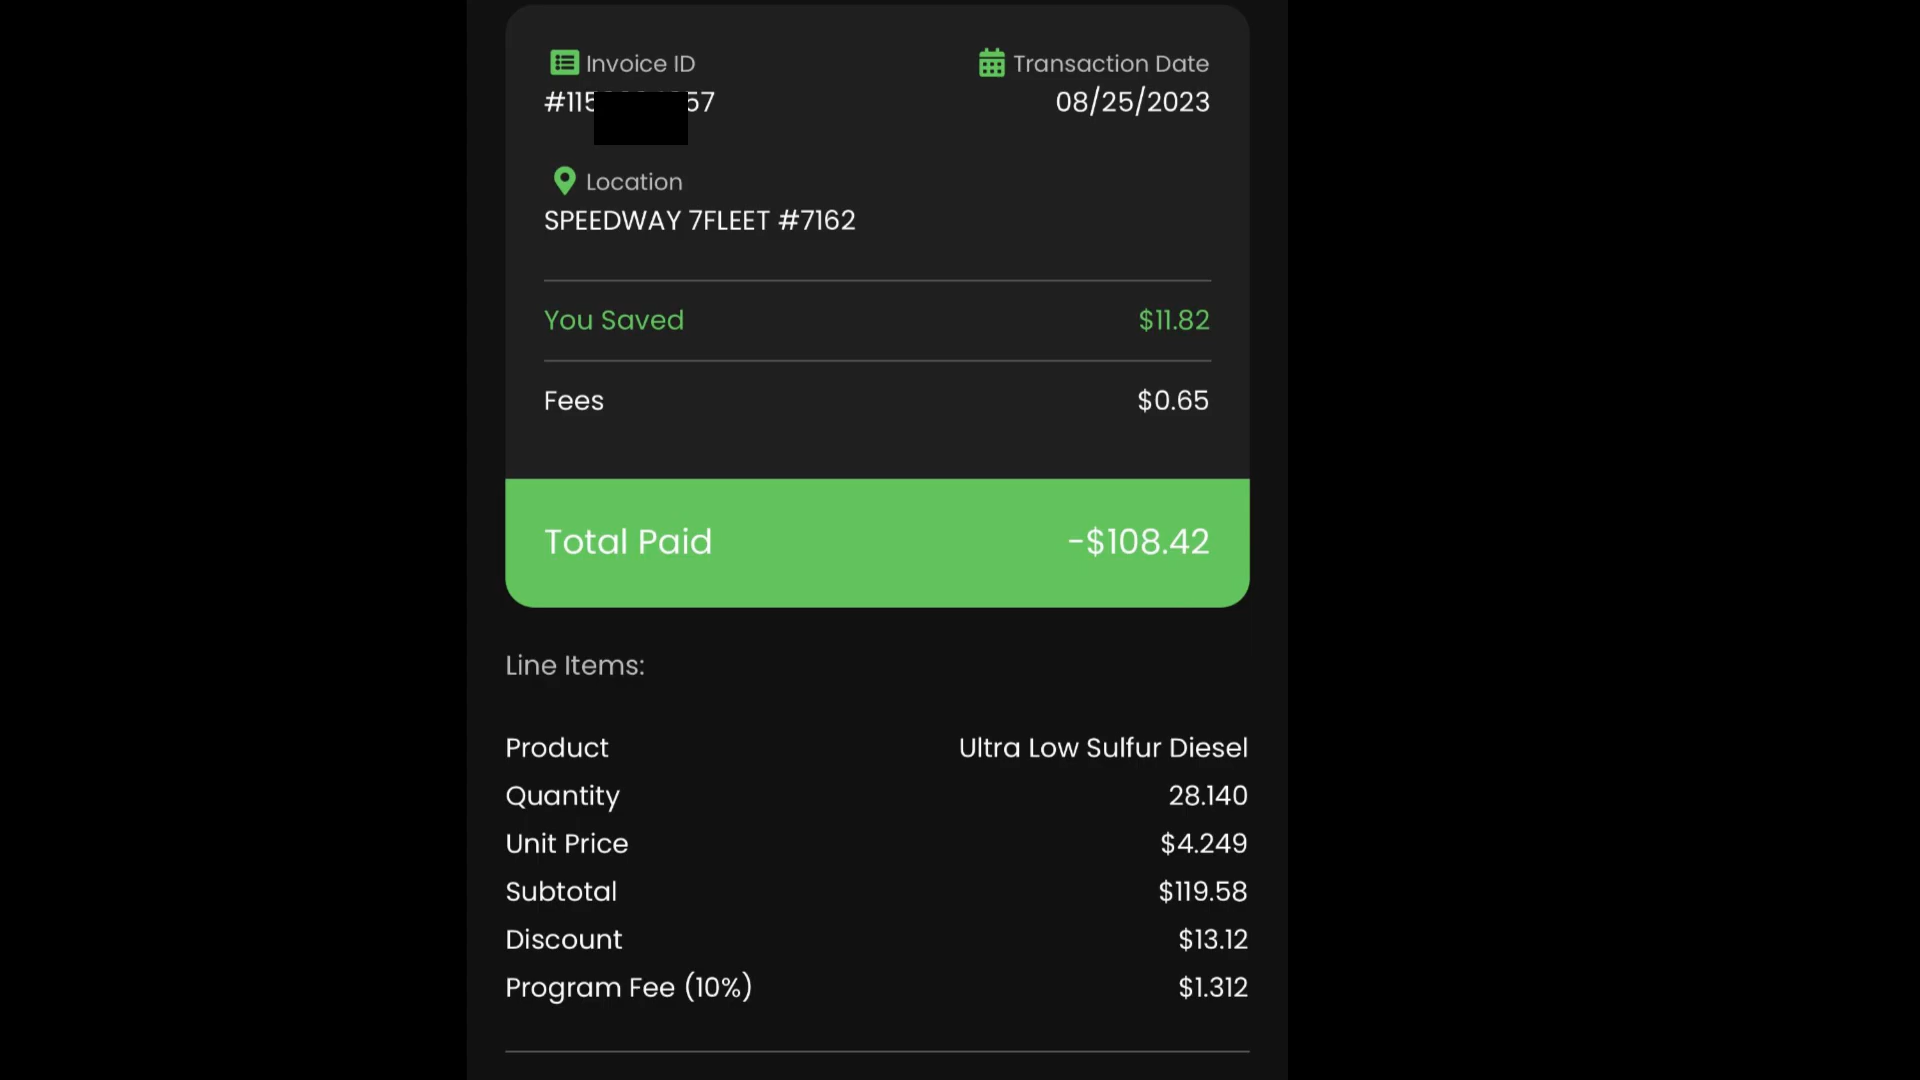 Invoice ID
Transaction Date
08/25/2023
Location
SPEEDWAY 7FLEET #7162
You Saved
$11.82
Fees
$0.65
Total Paid
-$108.42
Line Items:
Product
Ultra Low Sulfur Diesel
Quantity
28.140
Unit Price
$4.249
Subtotal
$119.58
Discount
$13.12
Program Fee (10%)
$1.312